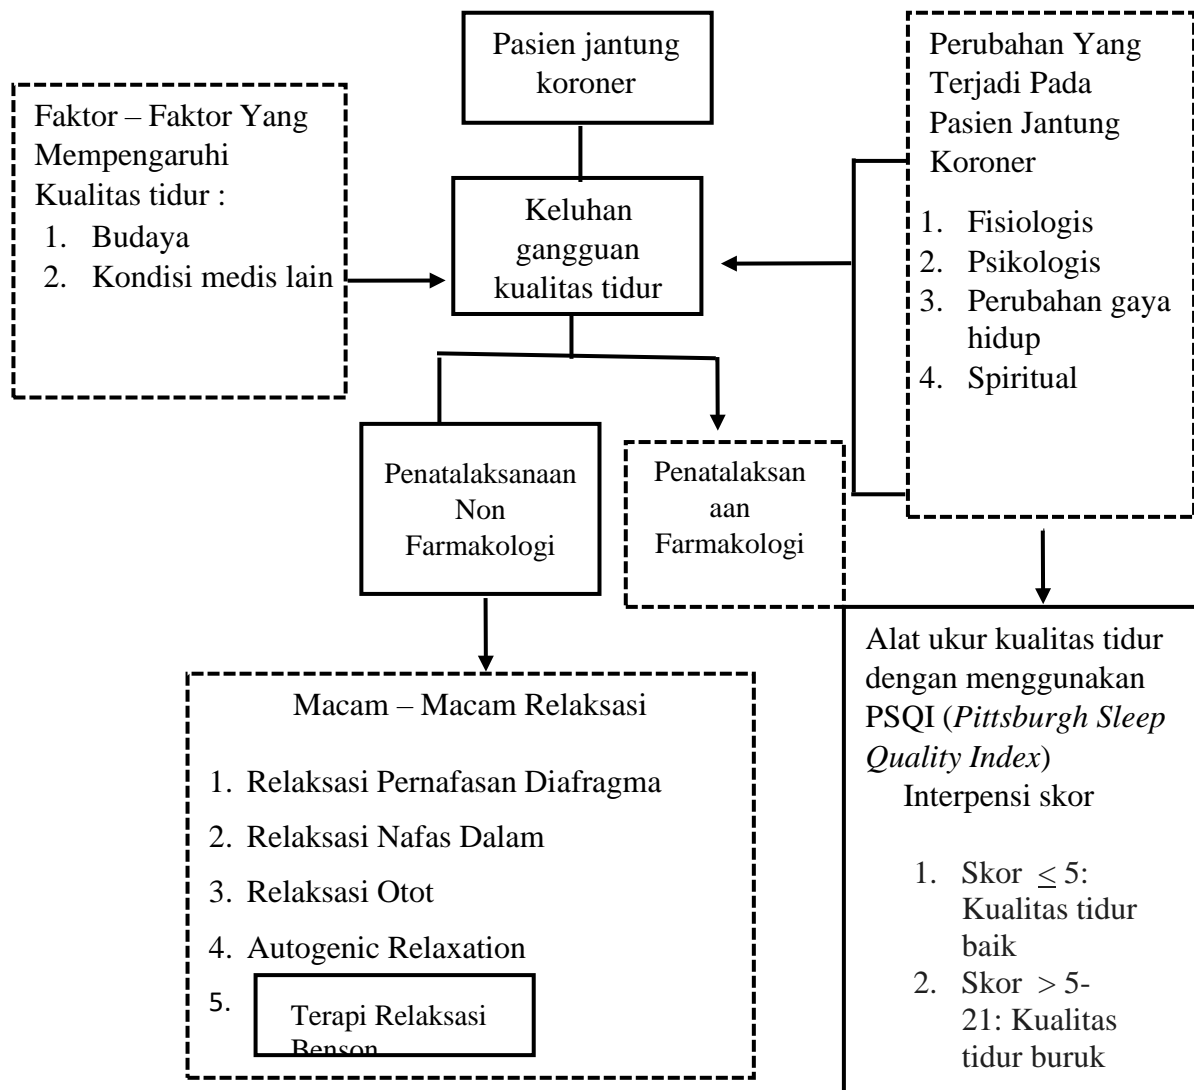 Pasien jantung
koroner
Faktor – Faktor Yang
Mempengaruhi
Kualitas tidur :
1. Budaya
2. Kondisi medis lain
Keluhan
gangguan
kualitas tidur
Perubahan Yang
Terjadi Pada
Pasien Jantung
Koroner
1. Fisiologis
2. Psikologis
3. Perubahan gaya
hidup
4. Spiritual
Penatalaksanaan
Non
Farmakologi
Penatalaksan
aan
Farmakologi
Macam – Macam Relaksasi
1. Relaksasi Pernafasan Diafragma
2. Relaksasi Nafas Dalam
3. Relaksasi Otot
4. Autogenic Relaxation
5. Terapi Relaksasi
Benson
Alat ukur kualitas tidur
dengan menggunakan
PSQI (Pittsburgh Sleep
Quality Index)
Interpensi skor
1. Skor ≤ 5:
Kualitas tidur
baik
2. Skor > 5-
21: Kualitas
tidur buruk